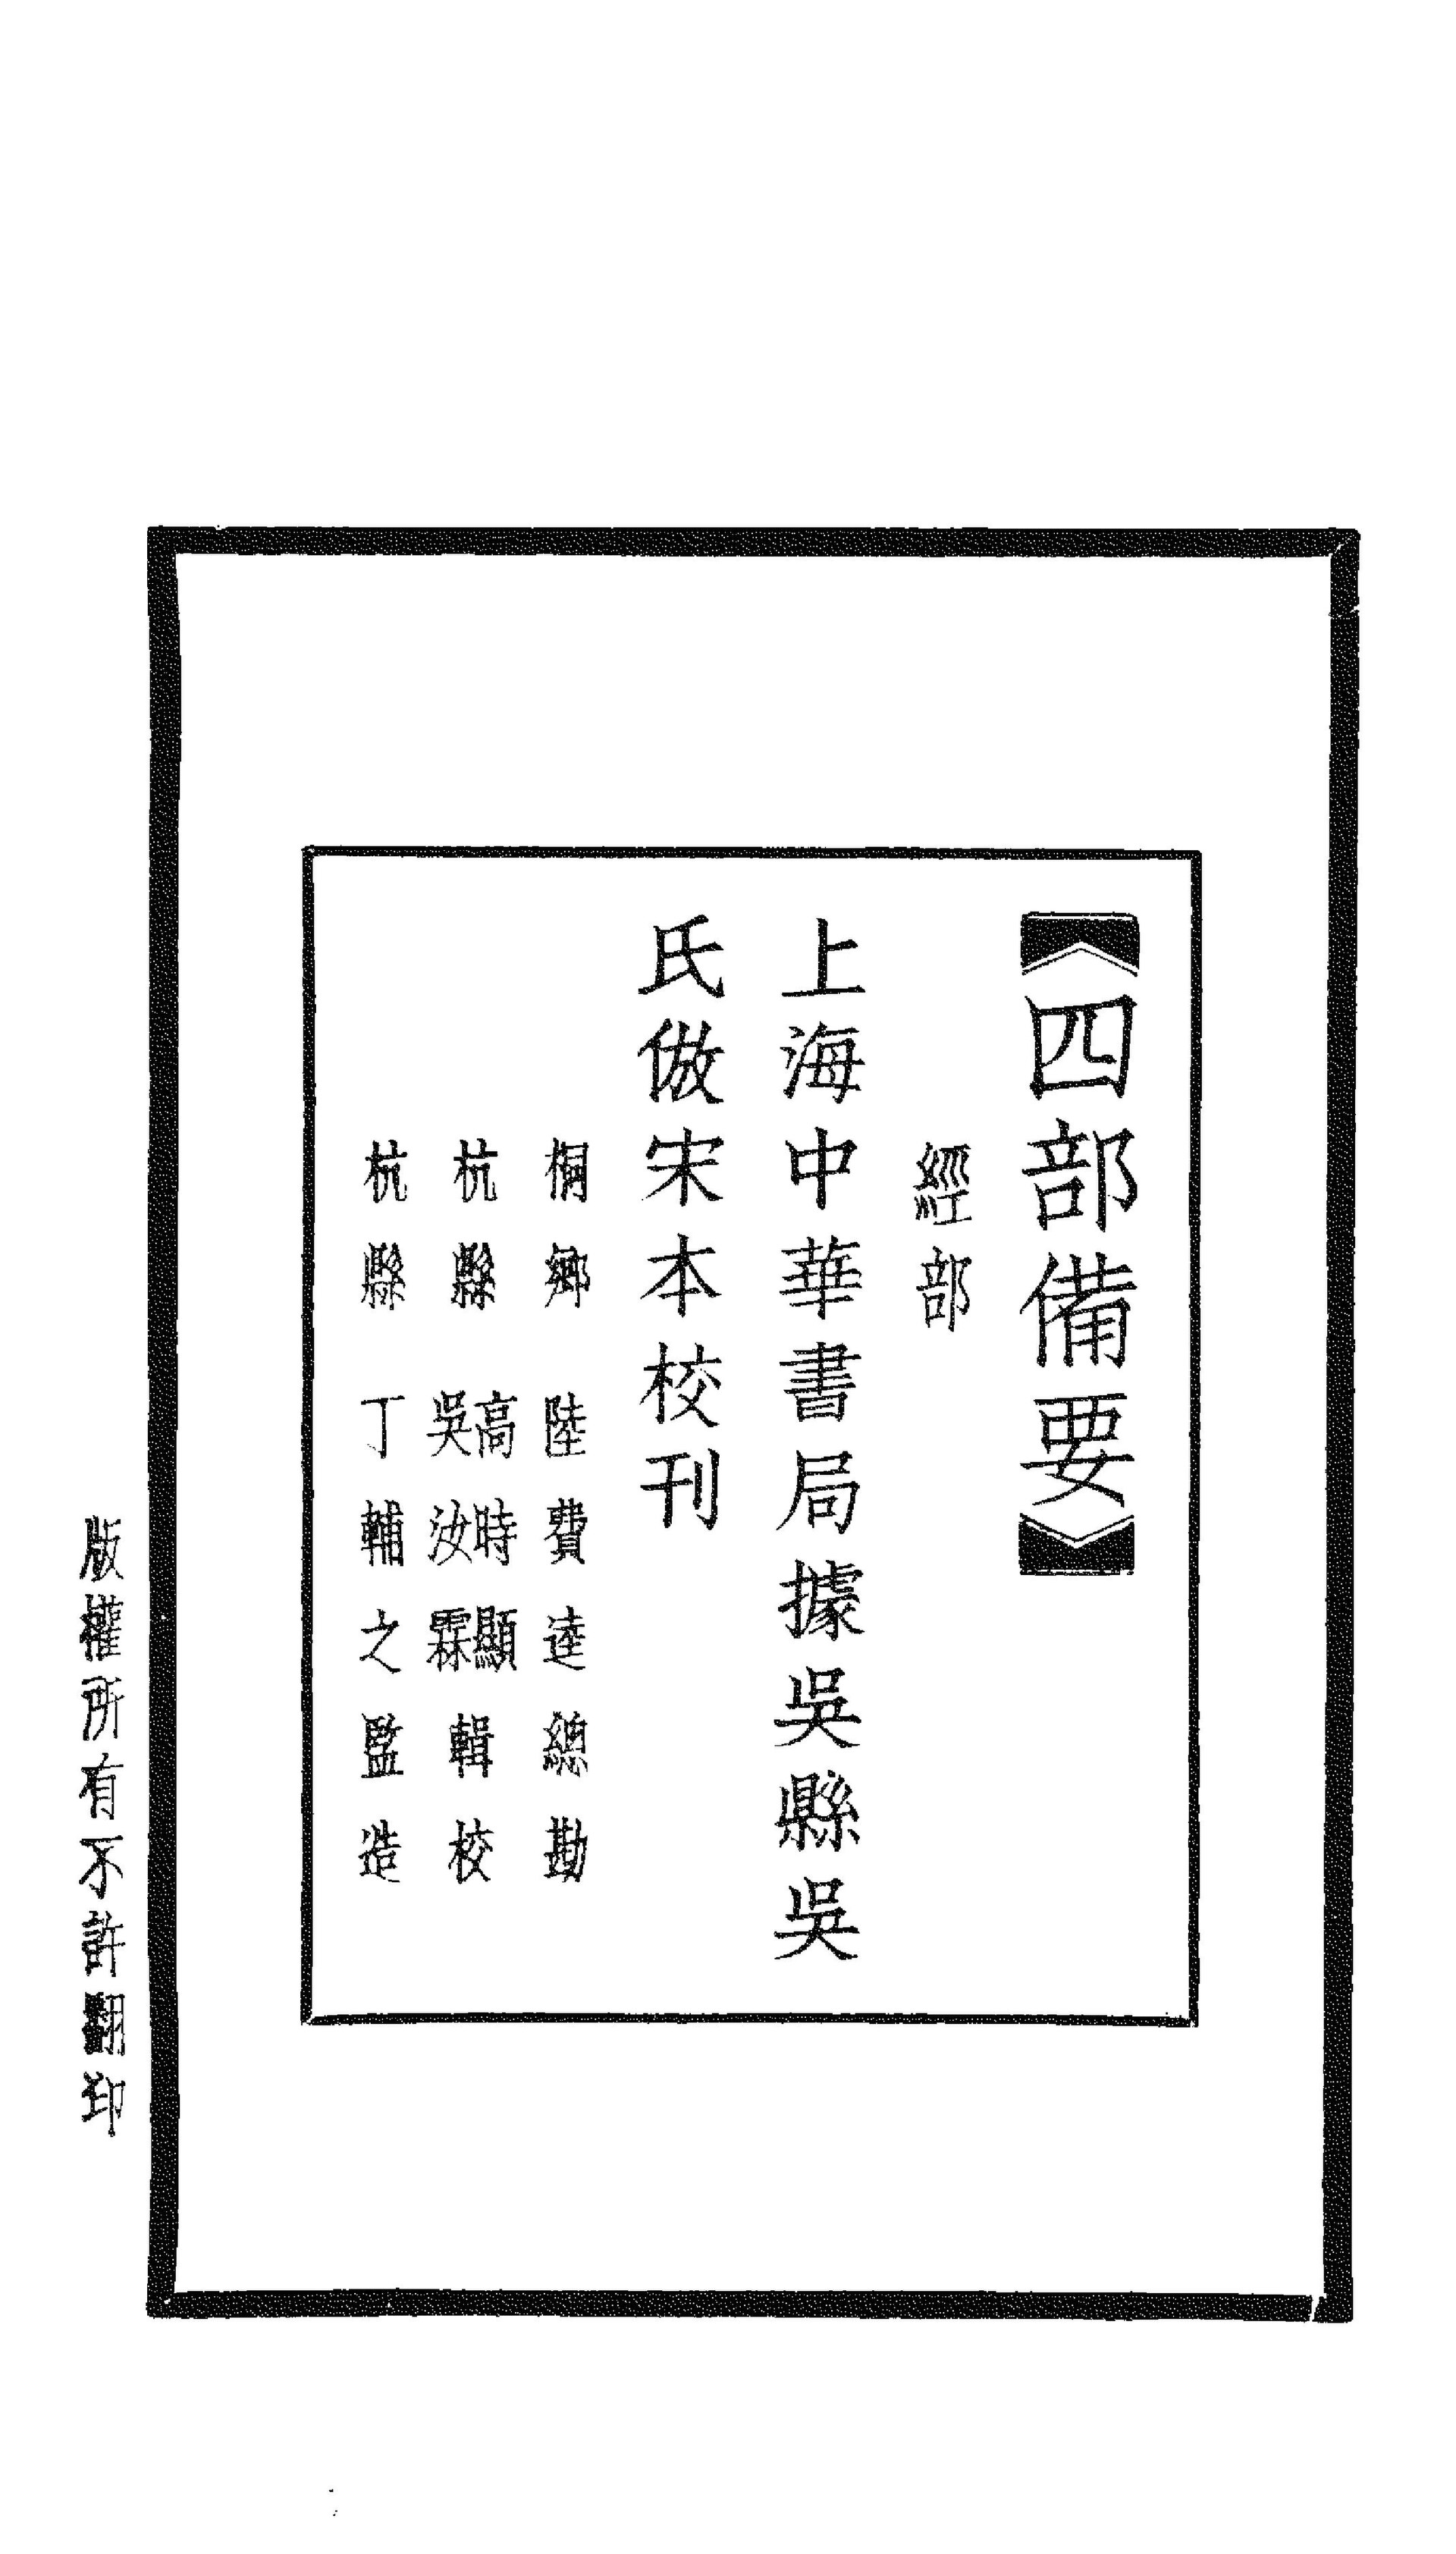 四部備要
經部
上海中華書局據吳縣吳
氏倣宋本校刊
桐鄉 陸費逵總勘
杭縣 高時顯 吳汝霖 輯校
杭縣 丁輔之監造
版權所有不許翻印